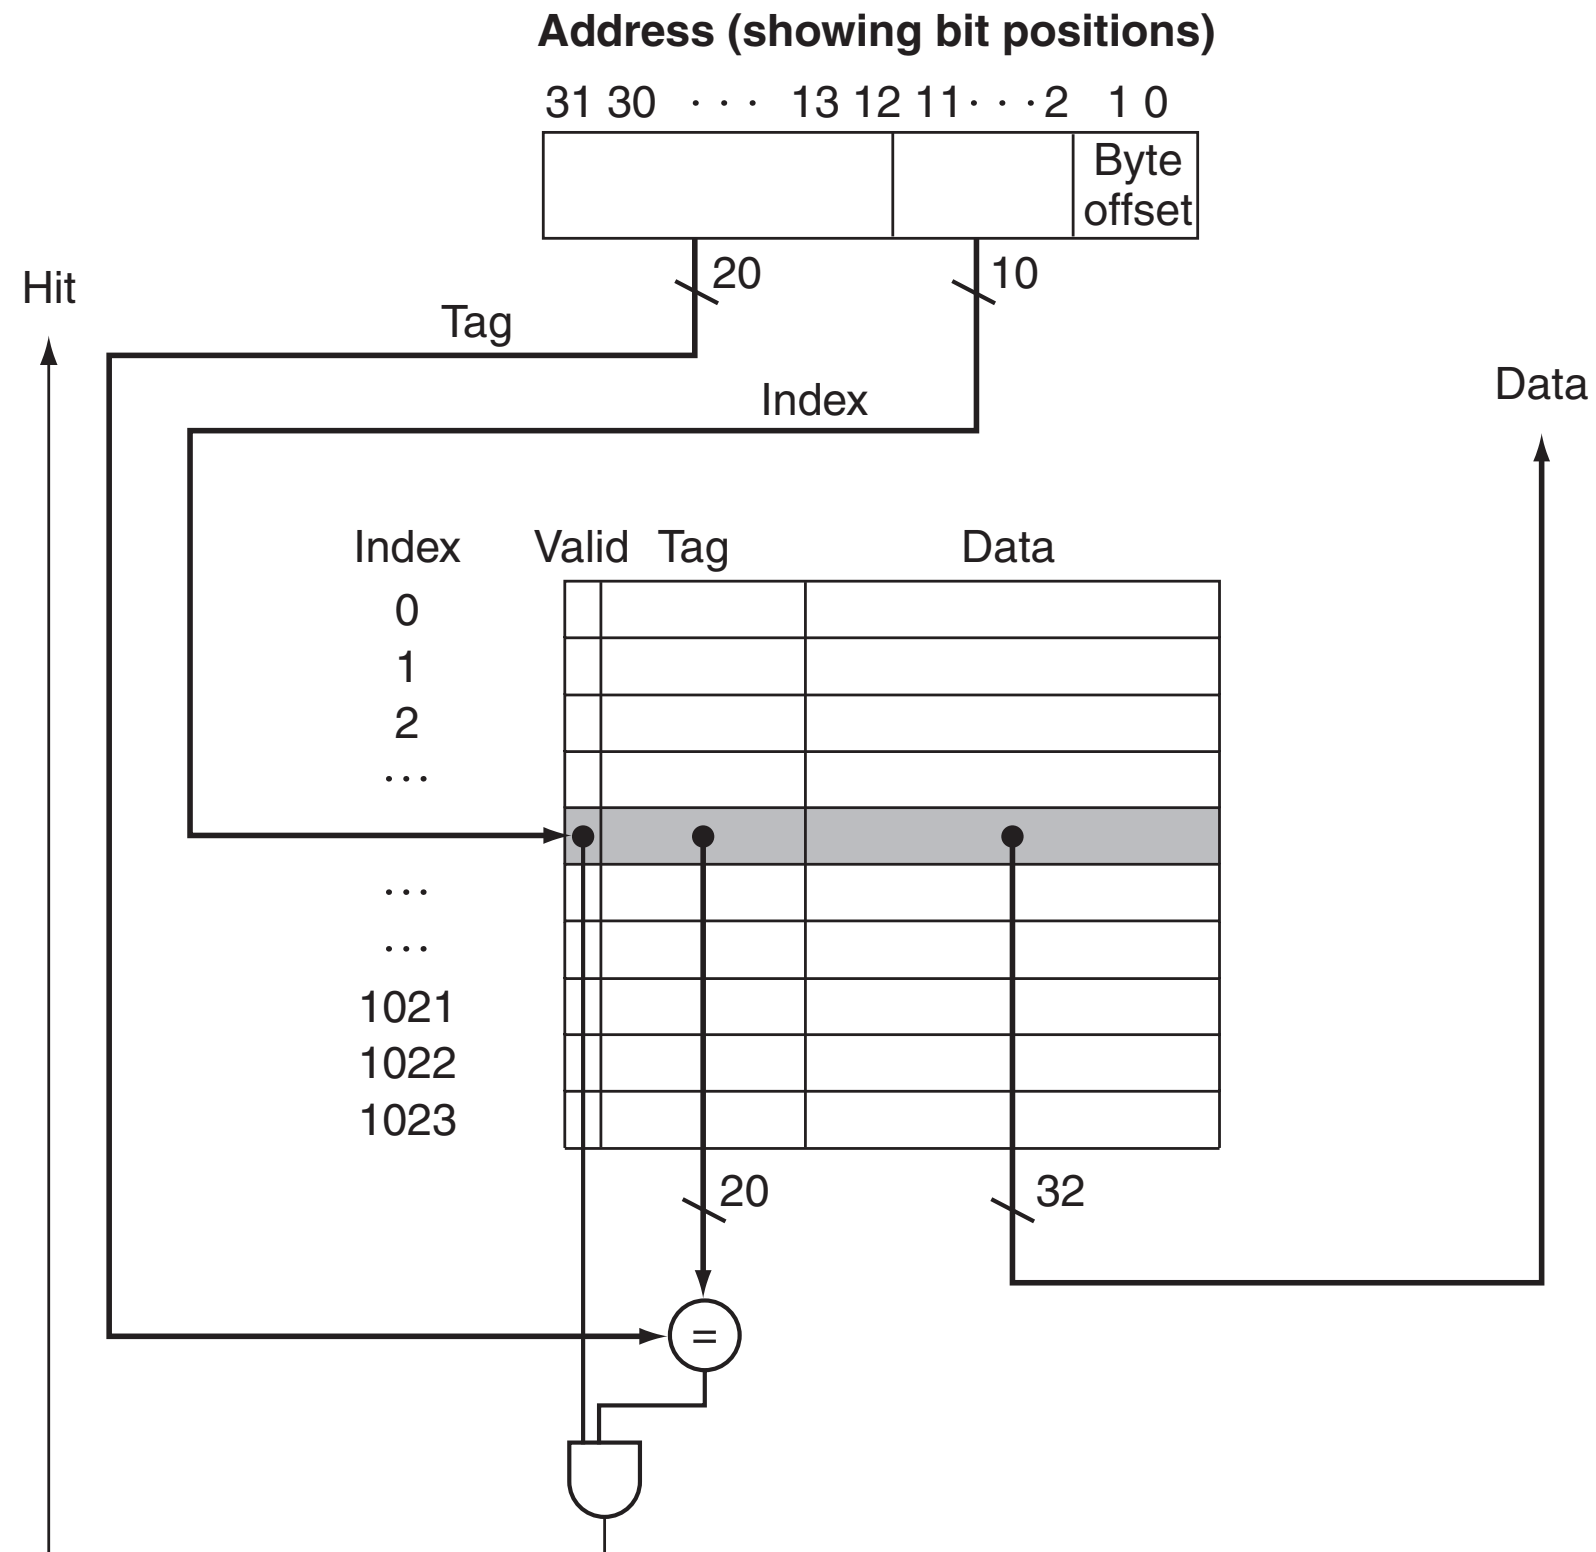 Address (showing bit positions)
31 30 · · · 13 12 11 · · · 2 1 0
Byte
offset
20 10
Hit
Tag
Data
Index
Index Valid Tag Data
0
1
2
...
...
...
1021
1022
1023
20 32
=